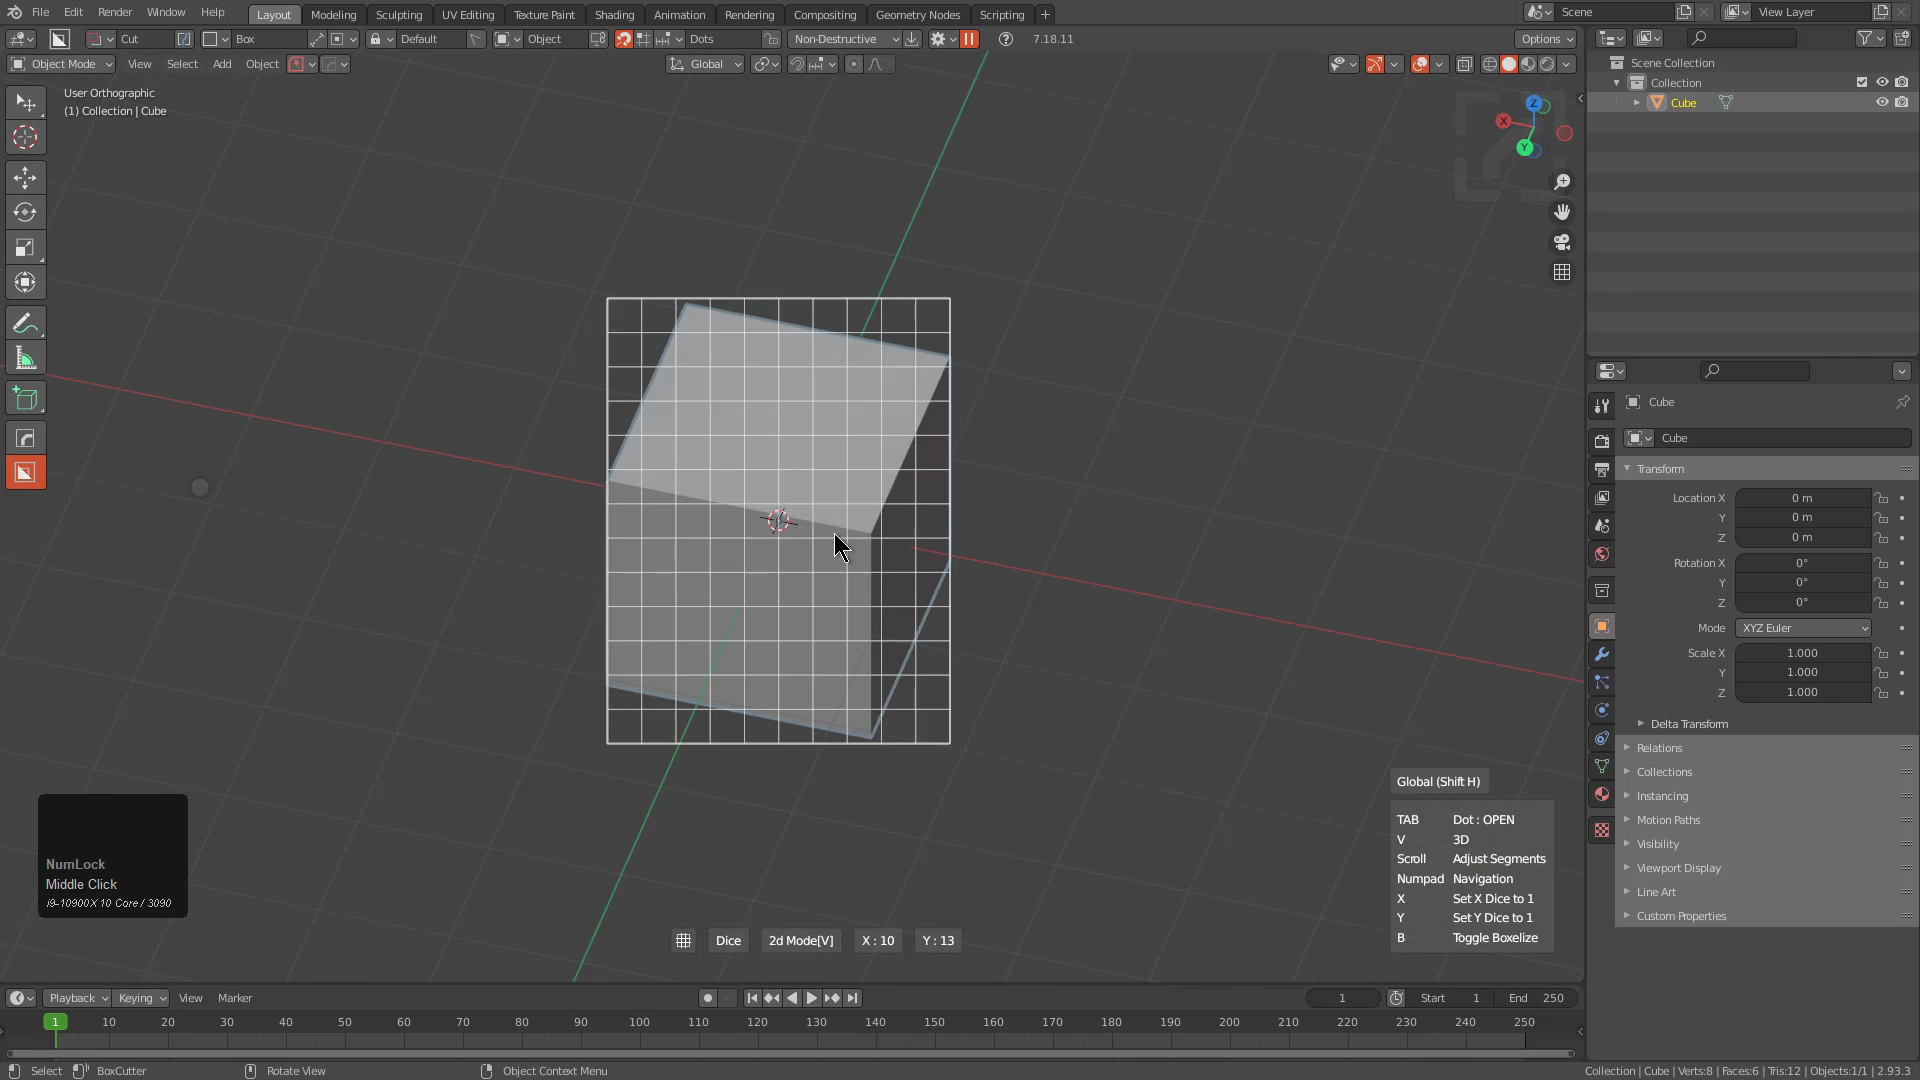 File Edit Render Window Help Layout Modeling Sculpting UV Editing Texture Paint Shading Animation Rendering Compositing Geometry Nodes Scripting + Scene View Layer
Cut Box Default Object Dots Non-Destructive 7.18.11 Options
Object Mode View Select Add Object Global
Scene Collection
Collection
Cube
User Orthographic
(1) Collection | Cube
Z
X
Y
Cube
Cube
Transform
Location X 0 m
Y 0 m
Z 0 m
Rotation X 0°
Y 0°
Z 0°
Mode XYZ Euler
Scale X 1.000
Y 1.000
Z 1.000
Delta Transform
Relations
Collections
Instancing
Motion Paths
Visibility
Viewport Display
Line Art
Custom Properties
Global (Shift H)
TAB Dot : OPEN
V 3D
Scroll Adjust Segments
Numpad Navigation
X Set X Dice to 1
Y Set Y Dice to 1
B Toggle Boxelize
NumLock
Middle Click
i9-10900X 10 Core / 3090
Dice 2d Mode[V] X : 10 Y : 13
Playback Keying View Marker 1 Start 1 End 250
1 10 20 30 40 50 60 70 80 90 100 110 120 130 140 150 160 170 180 190 200 210 220 230 240 250
Select BoxCutter Rotate View Object Context Menu Collection | Cube | Verts:8 | Faces:6 | Tris:12 | Objects:1/1 | 2.93.3